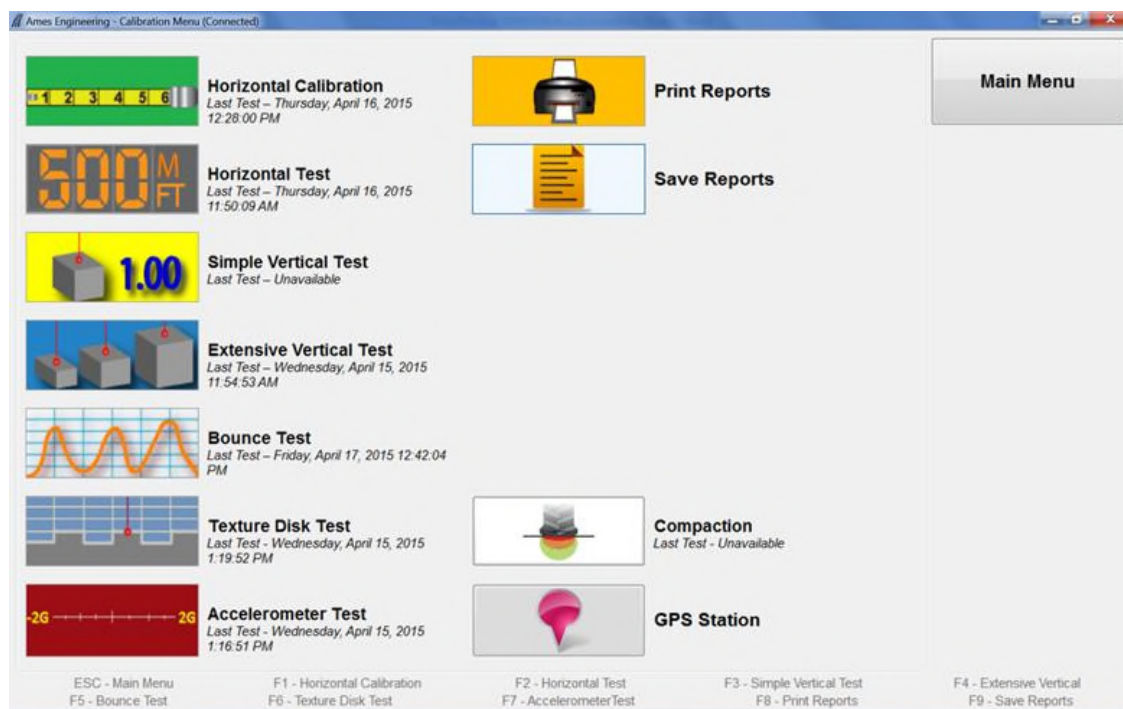 Ames Engineering - Calibration Menu (Connected)
1 2 3 4 5 6
Horizontal Calibration
Last Test – Thursday, April 16, 2015
12:28:00 PM
500 M
FT
Horizontal Test
Last Test – Thursday, April 16, 2015
11:50:09 AM
1.00
Simple Vertical Test
Last Test – Unavailable
Extensive Vertical Test
Last Test – Wednesday, April 15, 2015
11:54:53 AM
Bounce Test
Last Test – Friday, April 17, 2015 12:42:04
PM
Texture Disk Test
Last Test - Wednesday, April 15, 2015
1:19:52 PM
-2G 2G
Accelerometer Test
Last Test - Wednesday, April 15, 2015
1:16:51 PM
Print Reports
Save Reports
Compaction
Last Test - Unavailable
GPS Station
Main Menu
ESC - Main Menu F1 - Horizontal Calibration F2 - Horizontal Test F3 - Simple Vertical Test F4 - Extensive Vertical
F5 - Bounce Test F6 - Texture Disk Test F7 - AccelerometerTest F8 - Print Reports F9 - Save Reports